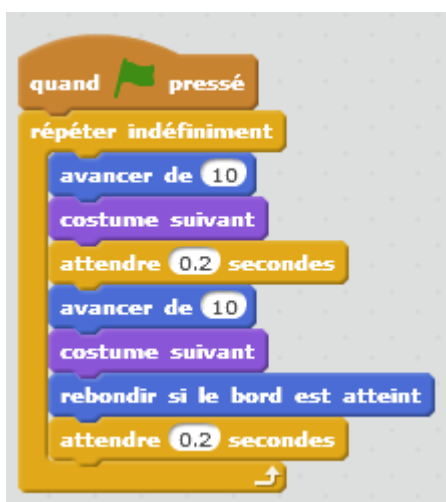 quand pressé
répéter indéfiniment
avancer de 10
costume suivant
attendre 0.2 secondes
avancer de 10
costume suivant
rebondir si le bord est atteint
attendre 0.2 secondes